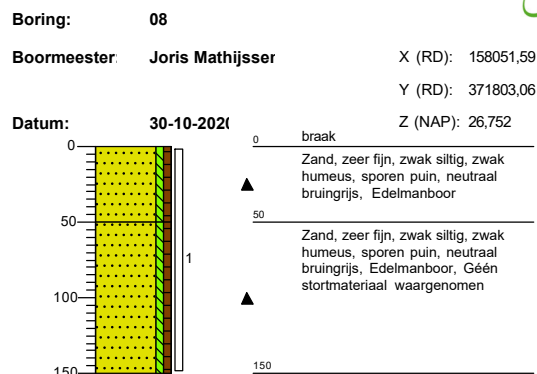 Boring: 08
Boormeester: Joris Mathijssen
X (RD): 158051,59
Y (RD): 371803,06
Datum: 30-10-2020
Z (NAP): 26,752
0
0
braak
Zand, zeer fijn, zwak siltig, zwak
humeus, sporen puin, neutraal
bruingrijs, Edelmanboor
50
50
Zand, zeer fijn, zwak siltig, zwak
humeus, sporen puin, neutraal
bruingrijs, Edelmanboor, Géén
stortmateriaal waargenomen
1
100
150
150